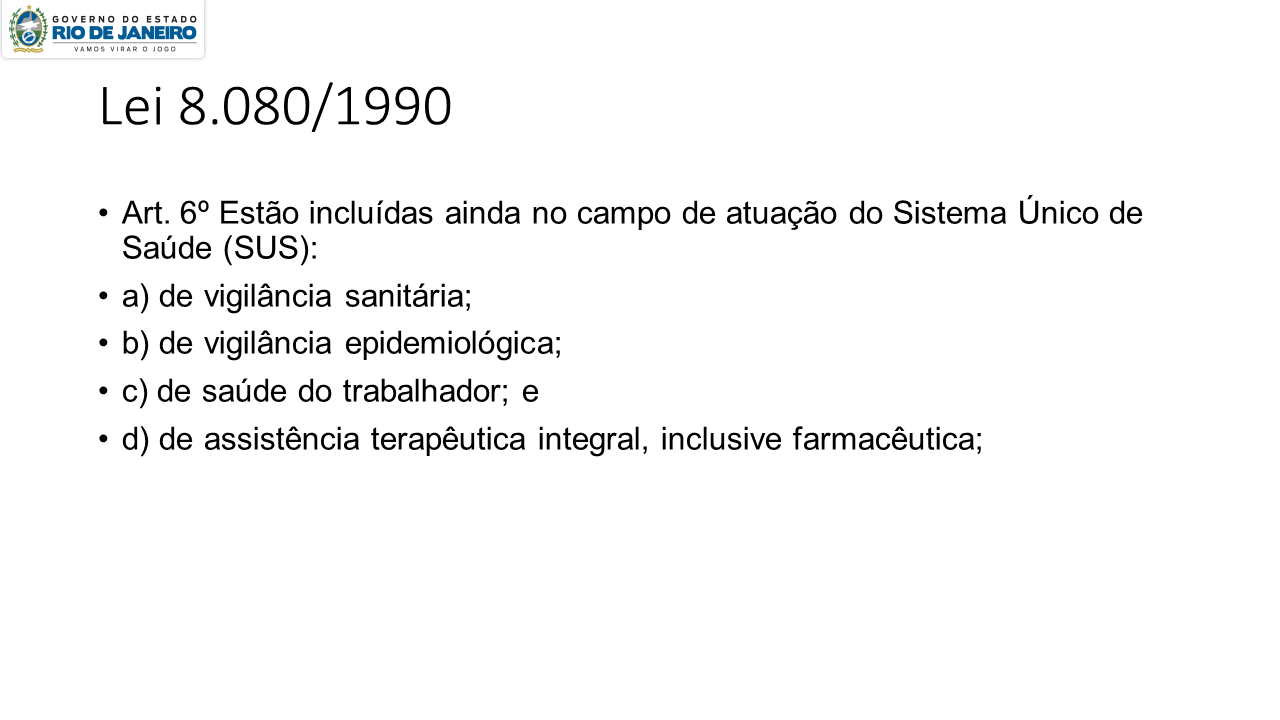 GOVERNO DO ESTADO
RIO DE JANEIRO
VAMOS VIRAR O JOGO
Lei 8.080/1990
• Art. 6º Estão incluídas ainda no campo de atuação do Sistema Único de
Saúde (SUS):
• a) de vigilância sanitária;
• b) de vigilância epidemiológica;
• c) de saúde do trabalhador; e
• d) de assistência terapêutica integral, inclusive farmacêutica;